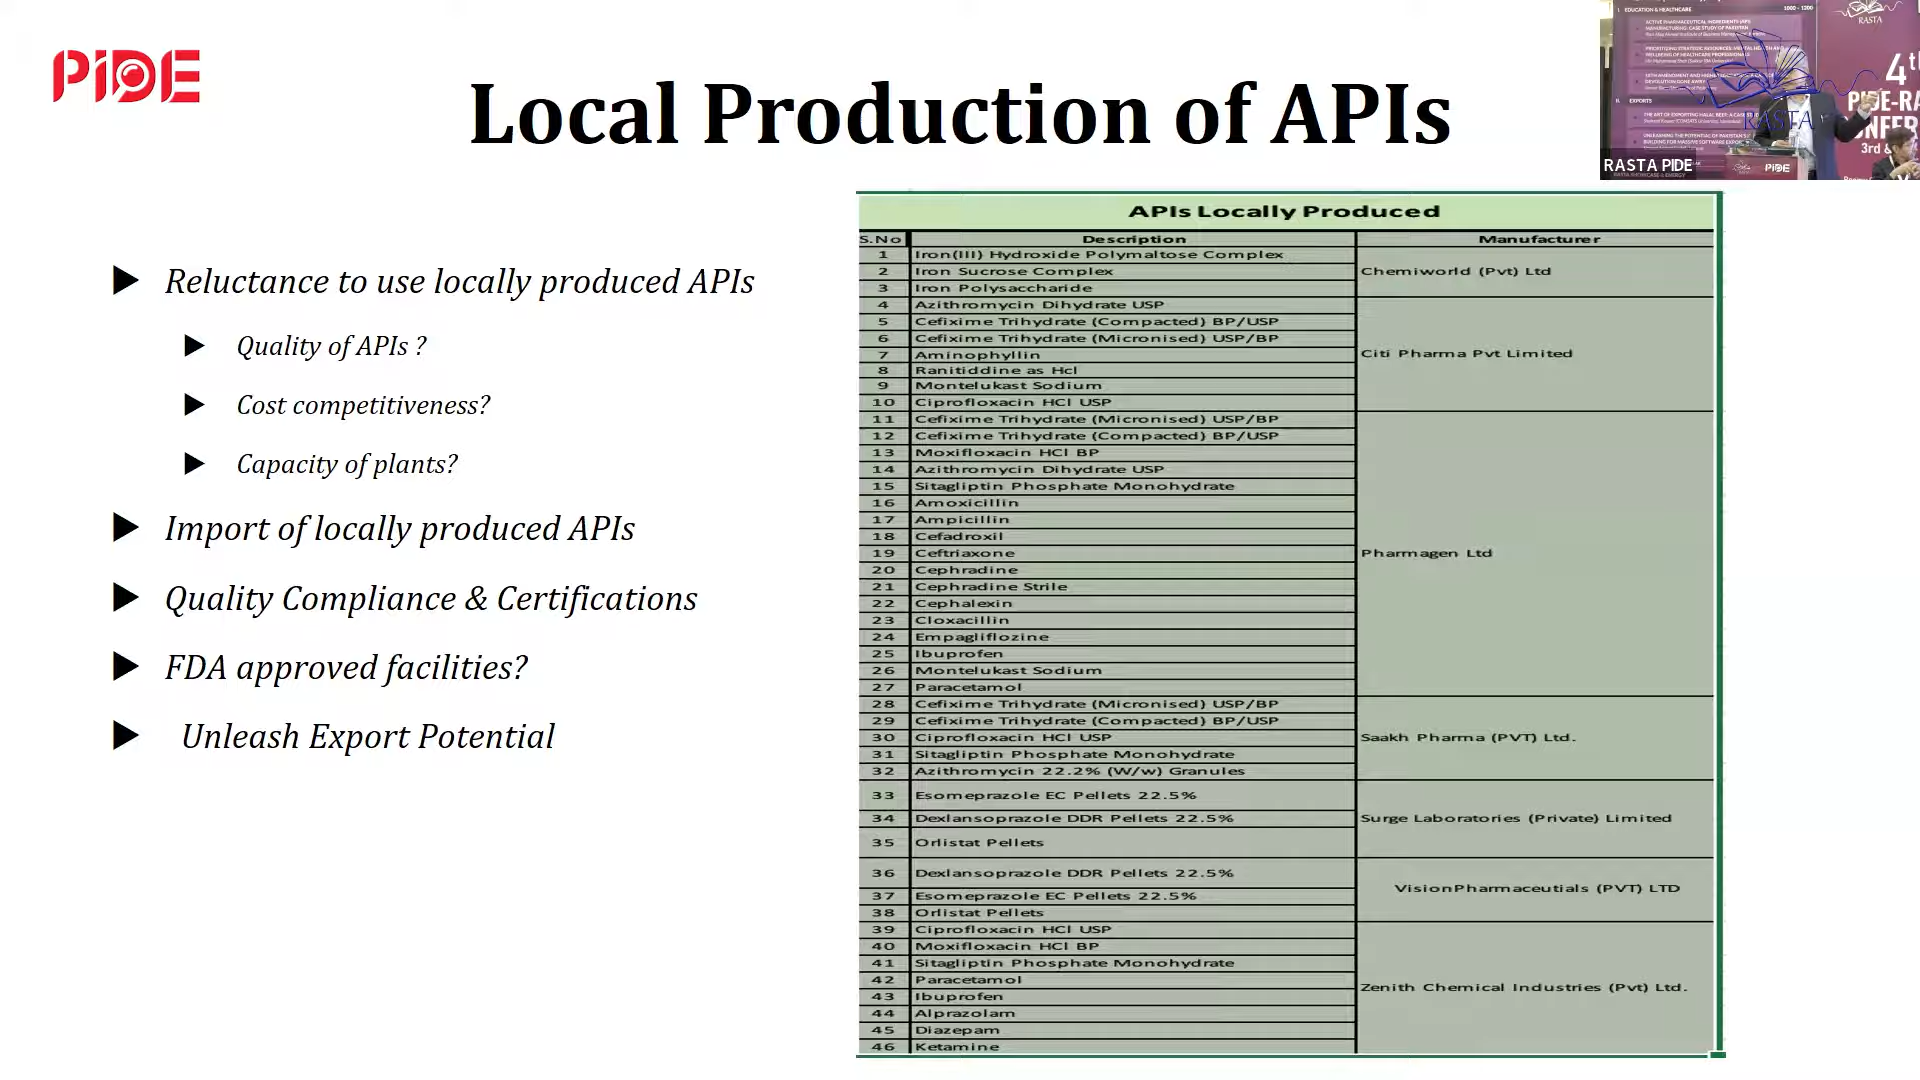 PIDE
Local Production of APIs
Reluctance to use locally produced APIs
Quality of APIs ?
Cost competitiveness?
Capacity of plants?
Import of locally produced APIs
Quality Compliance & Certifications
FDA approved facilities?
Unleash Export Potential
APIs Locally Produced
S.No Description Manufacturer
1 Iron(III) Hydroxide Polymaltose Complex
2 Iron Sucrose Complex Chemiworld (Pvt) Ltd
3 Iron Polysaccharide
4 Azithromycin Dihydrate USP
5 Cefixime Trihydrate (Compacted) BP/USP
6 Cefixime Trihydrate (Micronised) USP/BP
7 Aminophyllin Citi Pharma Pvt Limited
8 Ranitiddine as Hcl
9 Montelukast Sodium
10 Ciprofloxacin HCl USP
11 Cefixime Trihydrate (Micronised) USP/BP
12 Cefixime Trihydrate (Compacted) BP/USP
13 Moxifloxacin HCl BP
14 Azithromycin Dihydrate USP
15 Sitagliptin Phosphate Monohydrate
16 Amoxicillin
17 Ampicillin
18 Cefadroxil
19 Ceftriaxone Pharmagen Ltd
20 Cephradine
21 Cephradine Strile
22 Cephalexin
23 Cloxacillin
24 Empagliflozine
25 Ibuprofen
26 Montelukast Sodium
27 Paracetamol
28 Cefixime Trihydrate (Micronised) USP/BP
29 Cefixime Trihydrate (Compacted) BP/USP
30 Ciprofloxacin HCl USP Saakh Pharma (PVT) Ltd.
31 Sitagliptin Phosphate Monohydrate
32 Azithromycin 22.2% (W/w) Granules
33 Esomeprazole EC Pellets 22.5%
34 Dexlansoprazole DDR Pellets 22.5% Surge Laboratories (Private) Limited
35 Orlistat Pellets
36 Dexlansoprazole DDR Pellets 22.5%
VisionPharmaceutials (PVT) LTD
37 Esomeprazole EC Pellets 22.5%
38 Orlistat Pellets
39 Ciprofloxacin HCl USP
40 Moxifloxacin HCl BP
41 Sitagliptin Phosphate Monohydrate
42 Paracetamol
43 Ibuprofen Zenith Chemical Industries (Pvt) Ltd.
44 Alprazolam
45 Diazepam
46 Ketamine
EDUCATION & HEALTHCARE
RASTA
EXPORTS
RASTA
RASTA PIDE
PIDE